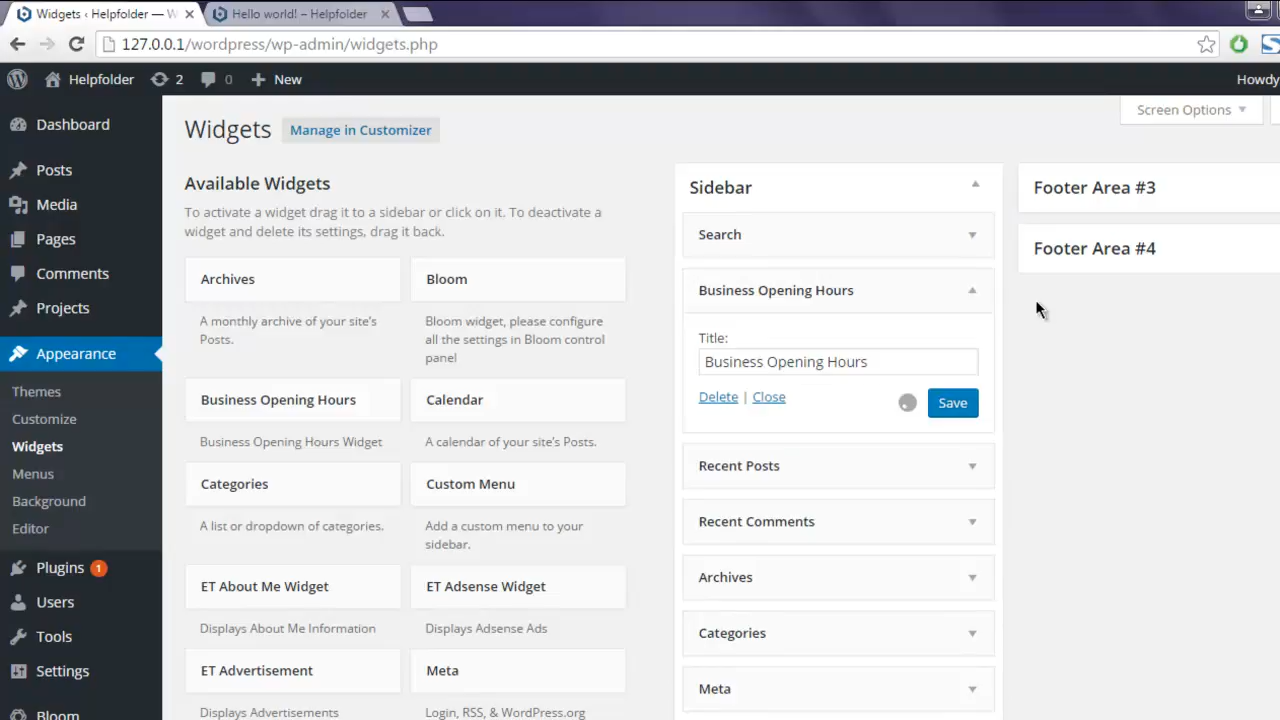 Widgets ‹ Helpfolder — W
Hello world! – Helpfolder
127.0.0.1/wordpress/wp-admin/widgets.php
Helpfolder
2
0
New
Howdy
Dashboard
Posts
Media
Pages
Comments
Projects
Appearance
Themes
Customize
Widgets
Menus
Background
Editor
Plugins 1
Users
Tools
Settings
Bloom
Screen Options
Widgets
Manage in Customizer
Available Widgets
To activate a widget drag it to a sidebar or click on it. To deactivate a
widget and delete its settings, drag it back.
Archives
A monthly archive of your site's
Posts.
Bloom
Bloom widget, please configure
all the settings in Bloom control
panel
Business Opening Hours
Business Opening Hours Widget
Calendar
A calendar of your site's Posts.
Categories
A list or dropdown of categories.
Custom Menu
Add a custom menu to your
sidebar.
ET About Me Widget
Displays About Me Information
ET Adsense Widget
Displays Adsense Ads
ET Advertisement
Displays Advertisements
Meta
Login, RSS, & WordPress.org
Sidebar
Search
Business Opening Hours
Title:
Business Opening Hours
Delete | Close
Save
Recent Posts
Recent Comments
Archives
Categories
Meta
Footer Area #3
Footer Area #4